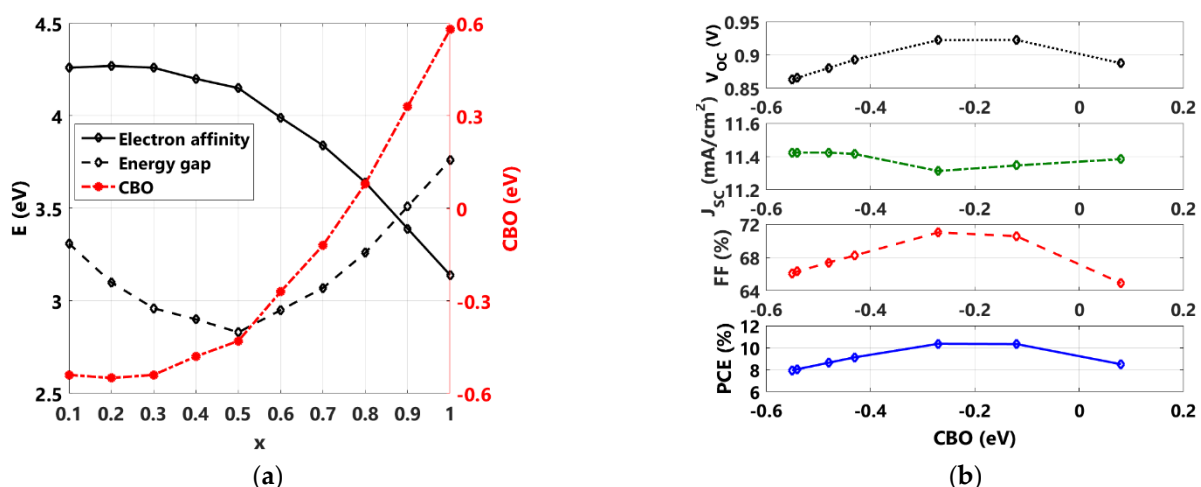 4.5
4
3.5
3
2.5
E (eV)
Electron affinity
Energy gap
CBO
0.6
0.3
0
-0.3
-0.6
CBO (eV)
0.1 0.2 0.3 0.4 0.5 0.6 0.7 0.8 0.9 1
x
(a)
0.95
0.9
0.85
V_OC (V)
-0.6 -0.4 -0.2 0 0.2
11.6
11.4
11.2
J_SC (mA/cm²)
-0.6 -0.4 -0.2 0 0.2
72
68
64
FF (%)
-0.6 -0.4 -0.2 0 0.2
12
10
8
6
PCE (%)
-0.6 -0.4 -0.2 0 0.2
CBO (eV)
(b)